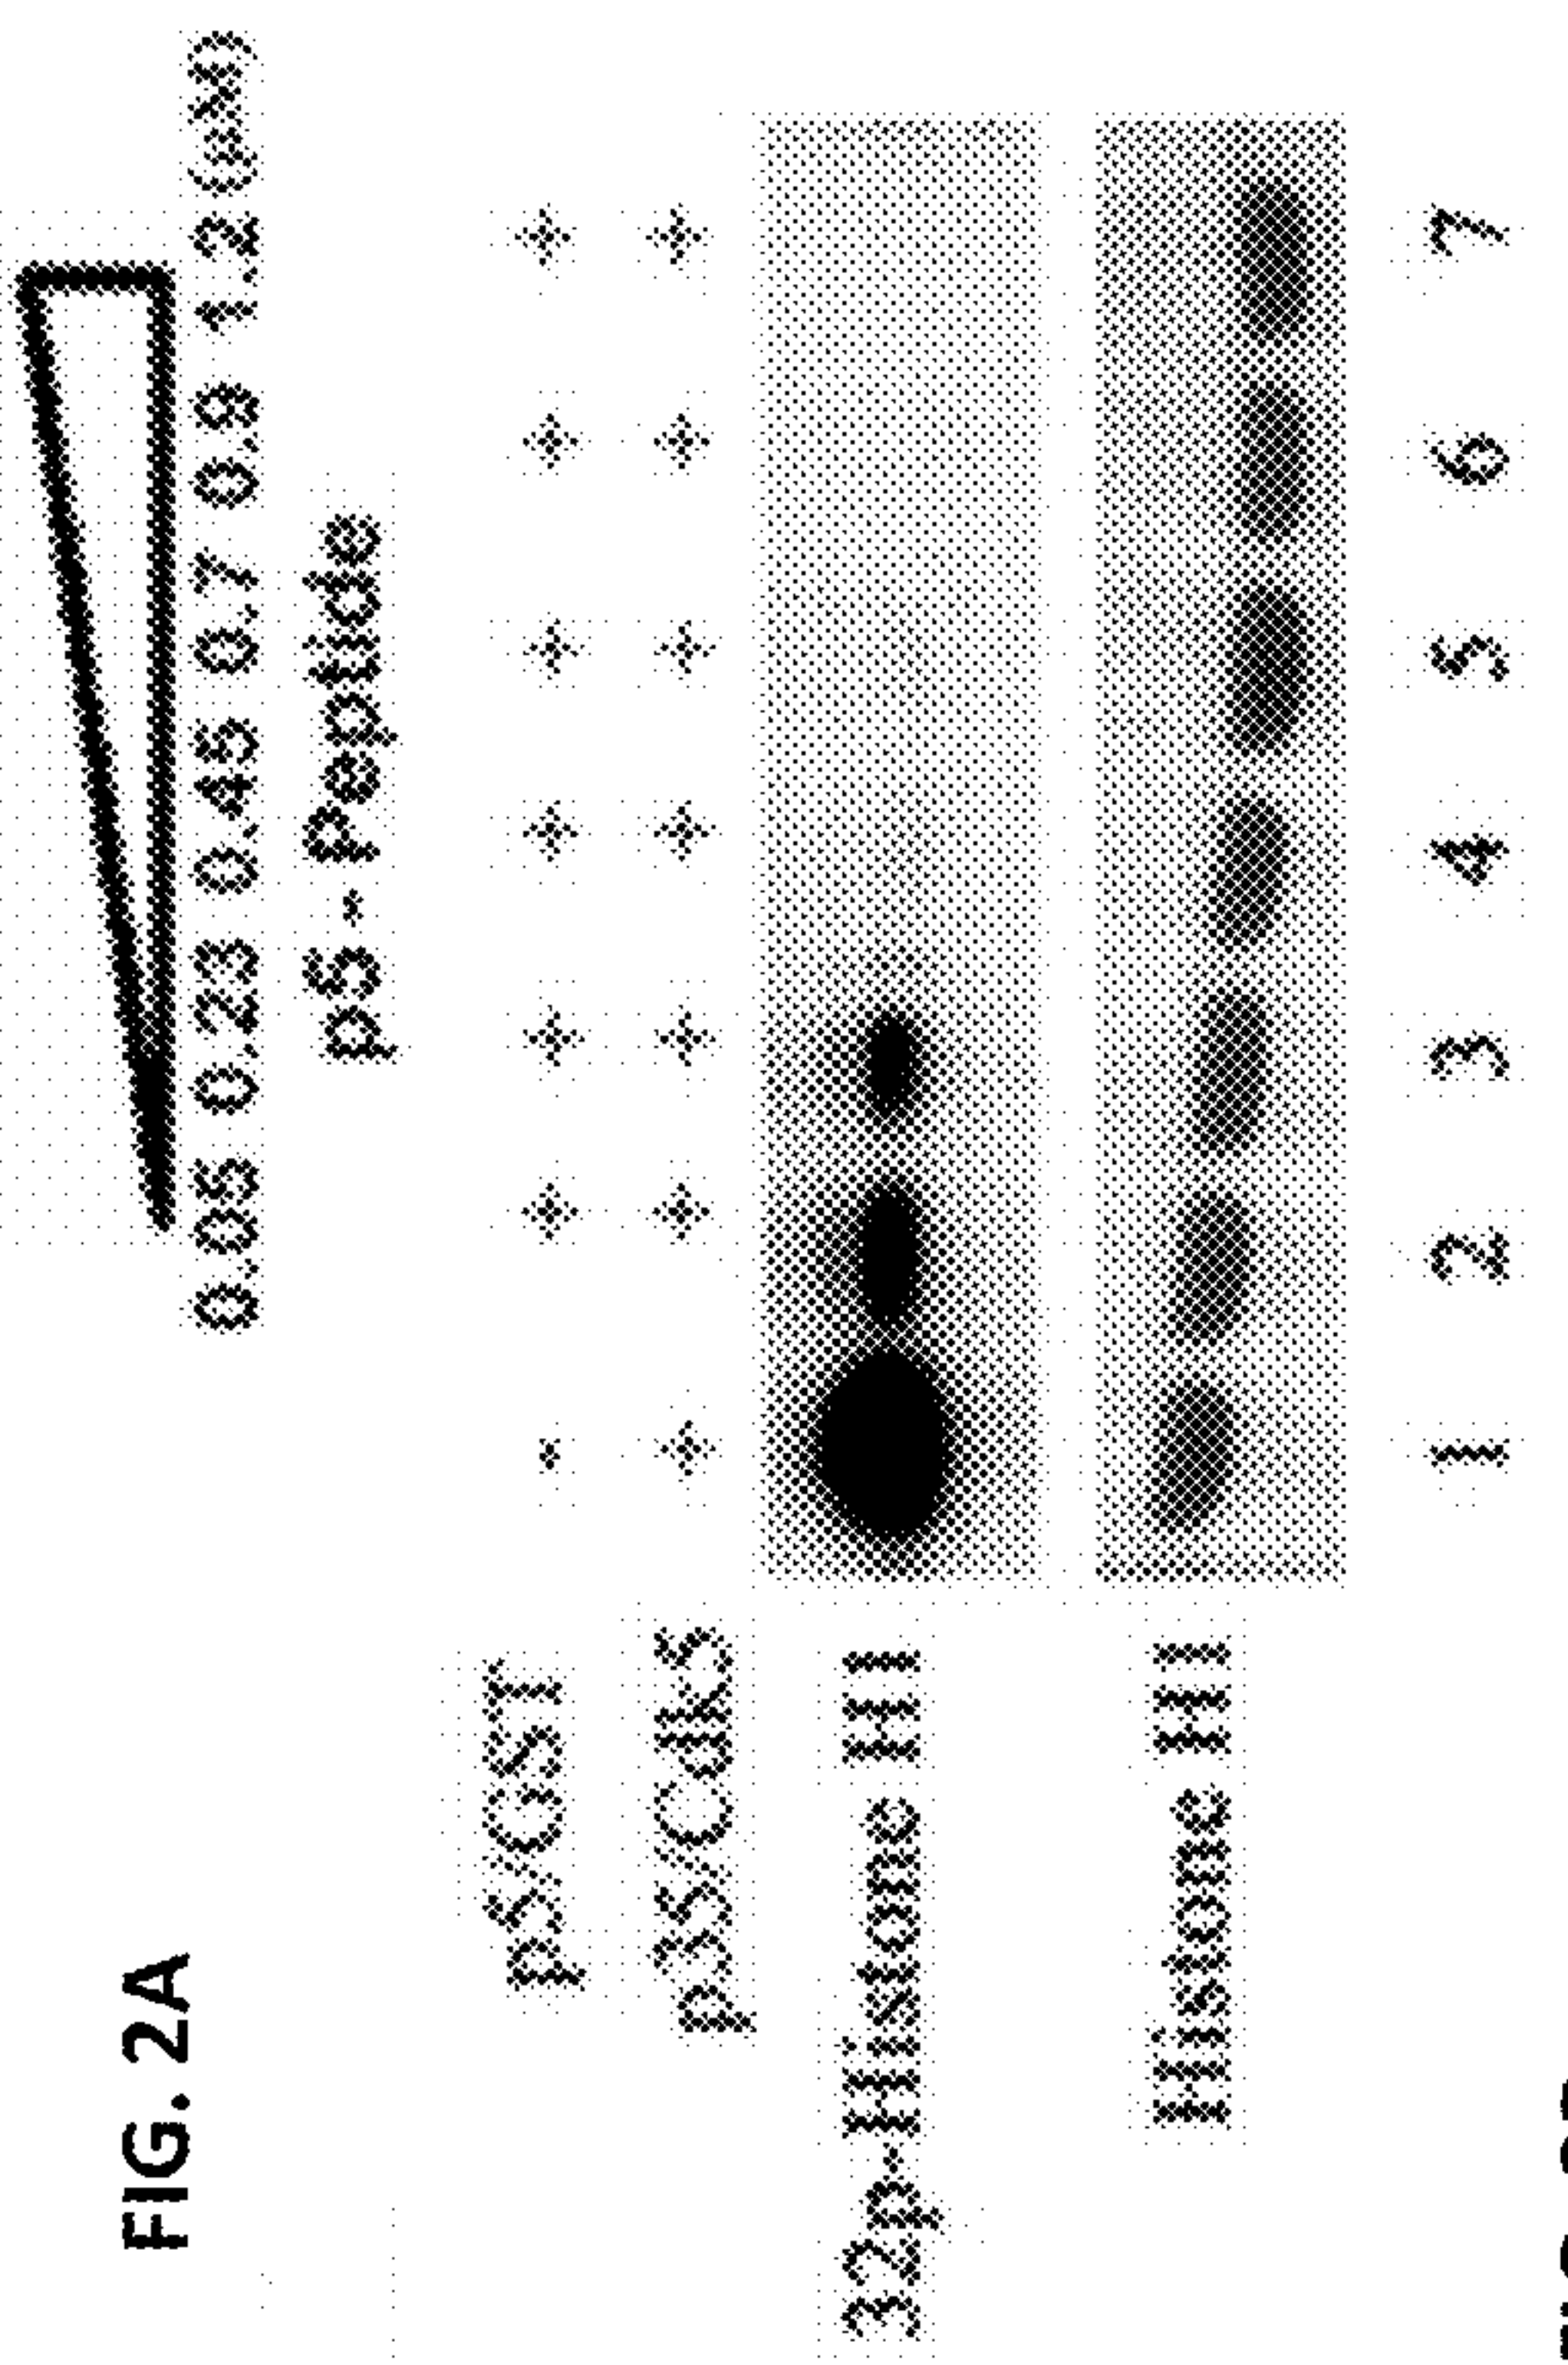 FIG. 2A
0.05 0.23 0.45 0.7 0.9 1.2 (µM)
p5 - Peptide
p5/GST - + + + + + +
p35/Cdk5 + + + + + + +
32p-Histone H1
Histone H1
1 2 3 4 5 6 7